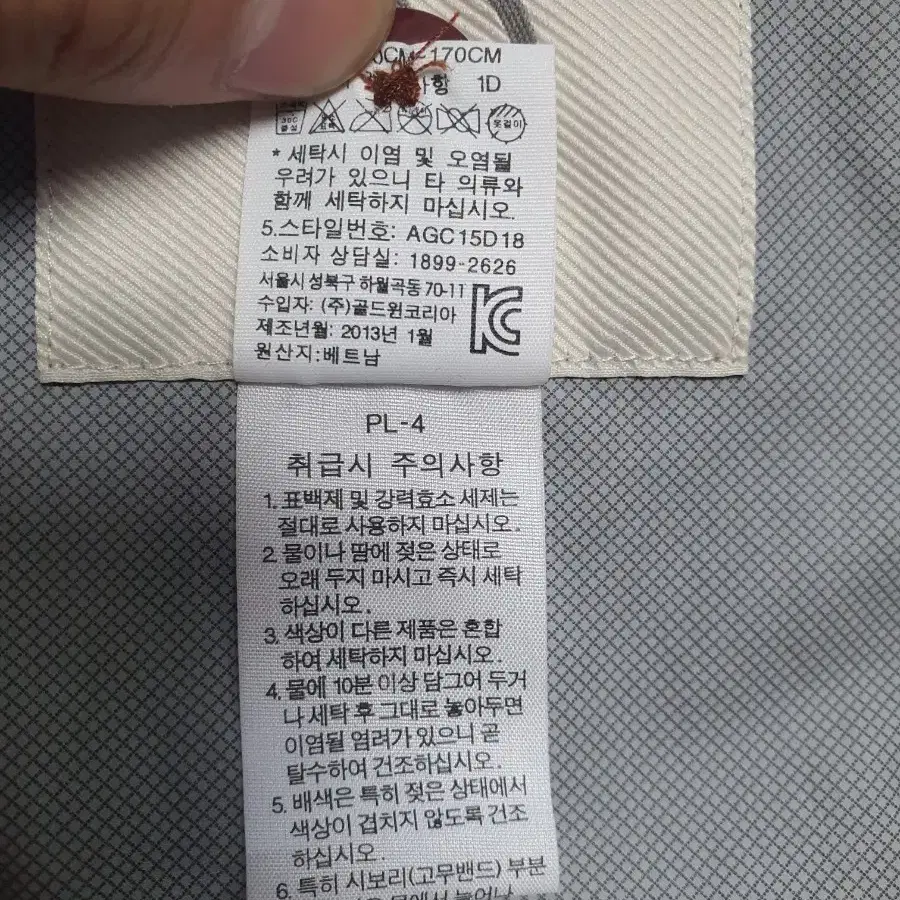 0CM-170CM
사항 1D
옷걸이
* 세탁시 이염 및 오염될
우려가 있으니 타 의류와
함께 세탁하지 마십시오.
5.스타일번호: AGC15D18
소비자 상담실: 1899-2626
서울시 성북구 하월곡동 70-11
수입자: (주)골드윈코리아
제조년월: 2013년 1월
원산지:베트남
PL-4
취급시 주의사항
1. 표백제 및 강력효소 세제는
절대로 사용하지 마십시오.
2. 물이나 땀에 젖은 상태로
오래 두지 마시고 즉시 세탁
하십시오.
3. 색상이 다른 제품은 혼합
하여 세탁하지 마십시오.
4. 물에 10분 이상 담그어 두거
나 세탁 후 그대로 놓아두면
이염될 염려가 있으니 곧
탈수하여 건조하십시오.
5. 배색은 특히 젖은 상태에서
색상이 겹치지 않도록 건조
하십시오.
6. 특히 시보리(고무밴드) 부분